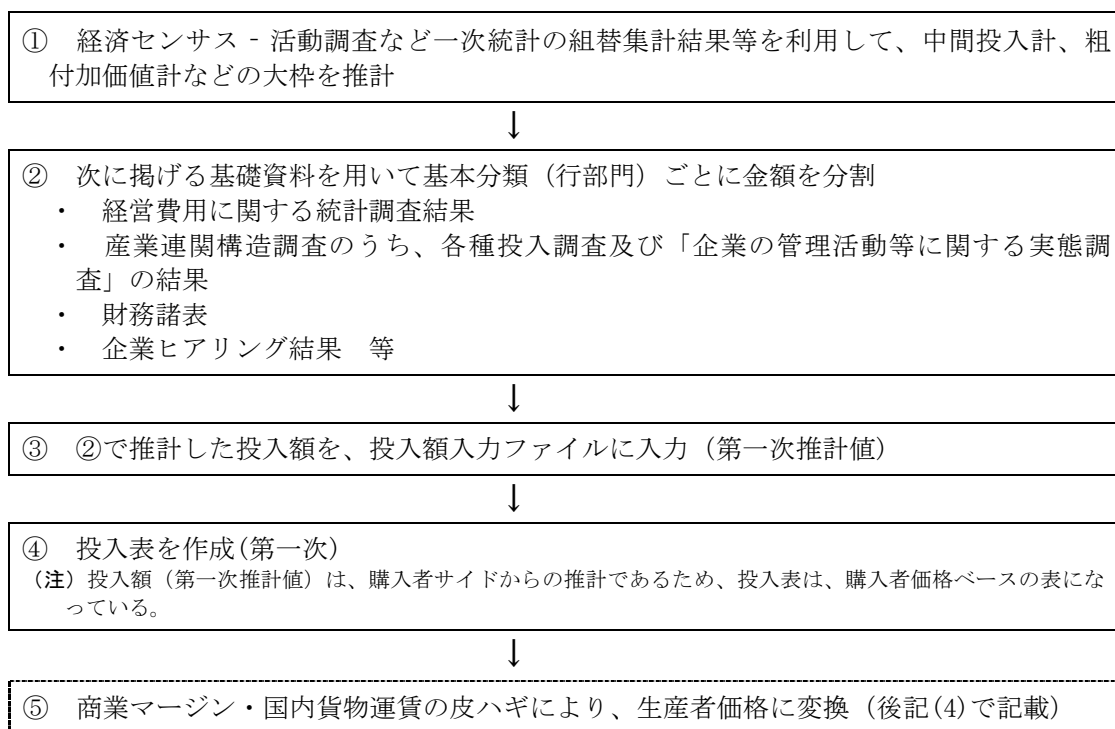 ① 経済センサス‐活動調査など一次統計の組替集計結果等を利用して、中間投入計、粗
付加価値計などの大枠を推計
↓
② 次に掲げる基礎資料を用いて基本分類（行部門）ごとに金額を分割
・ 経営費用に関する統計調査結果
・ 産業連関構造調査のうち、各種投入調査及び「企業の管理活動等に関する実態調
査」の結果
・ 財務諸表
・ 企業ヒアリング結果 等
↓
③ ②で推計した投入額を、投入額入力ファイルに入力（第一次推計値）
↓
④ 投入表を作成(第一次)
（注）投入額（第一次推計値）は、購入者サイドからの推計であるため、投入表は、購入者価格ベースの表にな
っている。
↓
⑤ 商業マージン・国内貨物運賃の皮ハギにより、生産者価格に変換（後記(4)で記載）